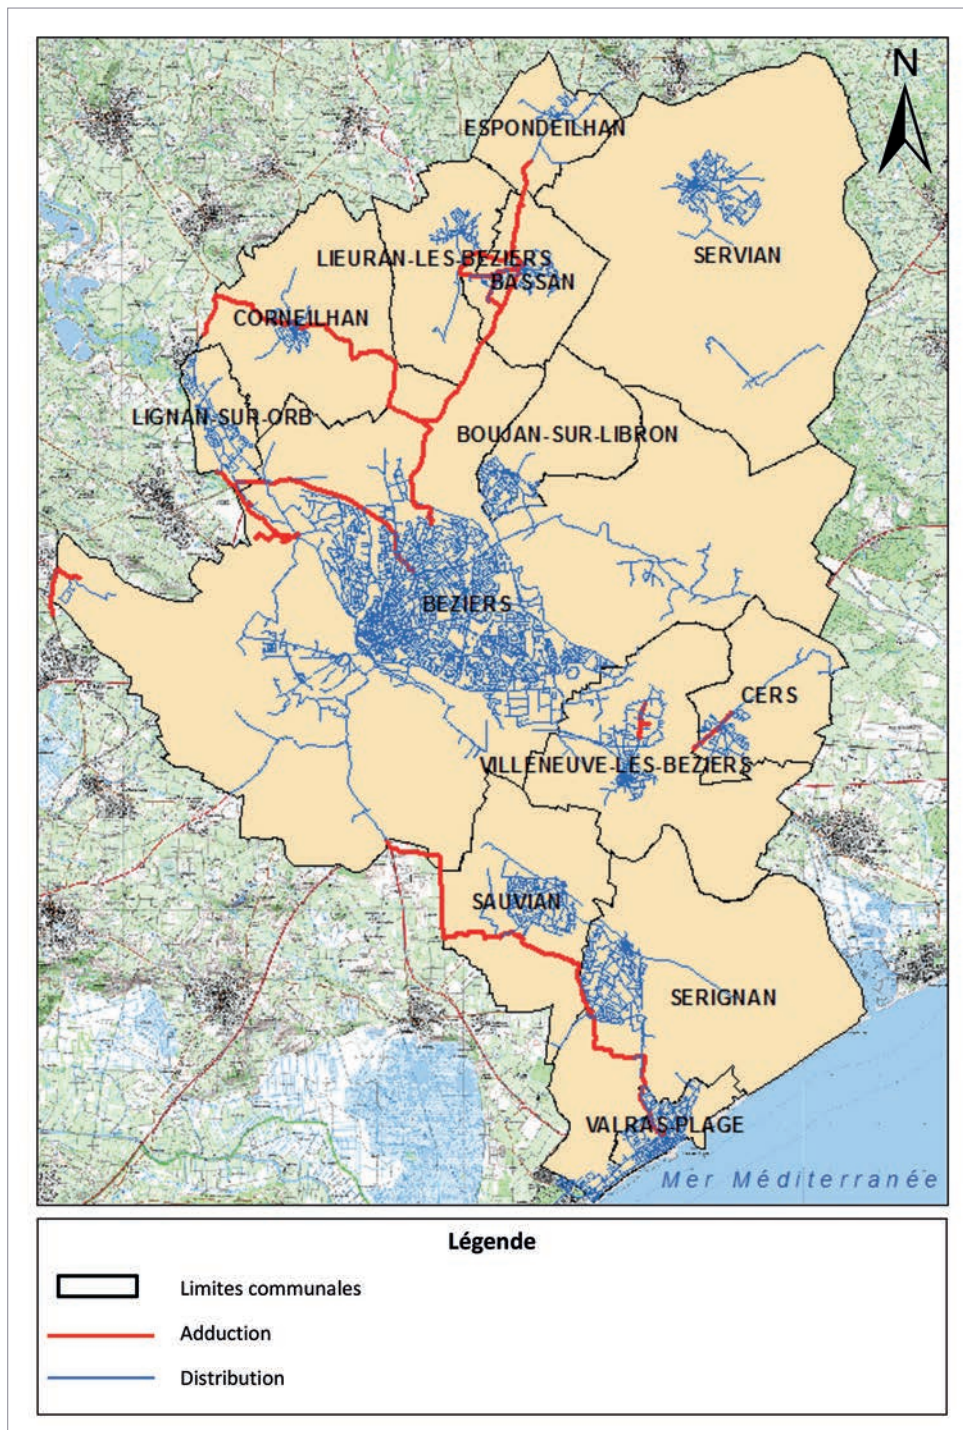 N
ESPONDEILHAN
SERVIAN
LIEURAN-LES-BEZIERS
BASSAN
CORNEILHAN
LIGNAN-SUR-ORB
BOUJAN-SUR-LIBRON
BEZIERS
CERS
VILLENEUVE-LES-BEZIERS
SAUVIAN
SERIGNAN
VALRAS-PLAGE
Mer Méditerranée
Légende
Limites communales
Adduction
Distribution